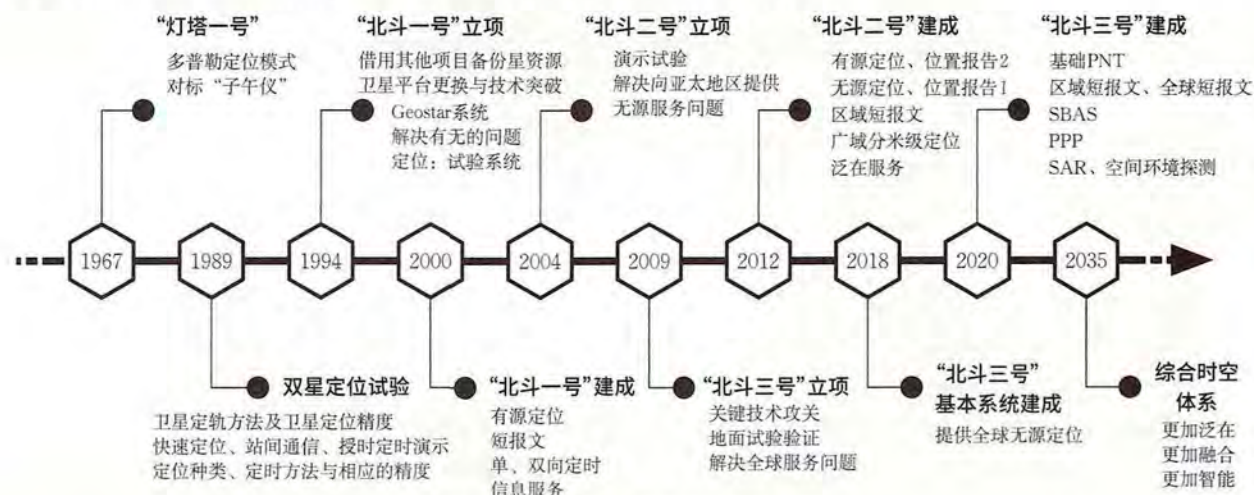 “灯塔一号”
多普勒定位模式
对标“子午仪”
“北斗一号”立项
借用其他项目备份星资源
卫星平台更换与技术突破
Geostar系统
解决有无的问题
定位：试验系统
“北斗二号”立项
演示试验
解决向亚太地区提供
无源服务问题
“北斗二号”建成
有源定位、位置报告2
无源定位、位置报告1
区域短报文
广域分米级定位
泛在服务
“北斗三号”建成
基础PNT
区域短报文、全球短报文
SBAS
PPP
SAR、空间环境探测
1967
1989
1994
2000
2004
2009
2012
2018
2020
2035
双星定位试验
卫星定轨方法及卫星定位精度
快速定位、站间通信、授时定时演示
定位种类、定时方法与相应的精度
“北斗一号”建成
有源定位
短报文
单、双向定时
信息服务
“北斗三号”立项
关键技术攻关
地面试验验证
解决全球服务问题
“北斗三号”
基本系统建成
提供全球无源定位
综合时空
体系
更加泛在
更加融合
更加智能